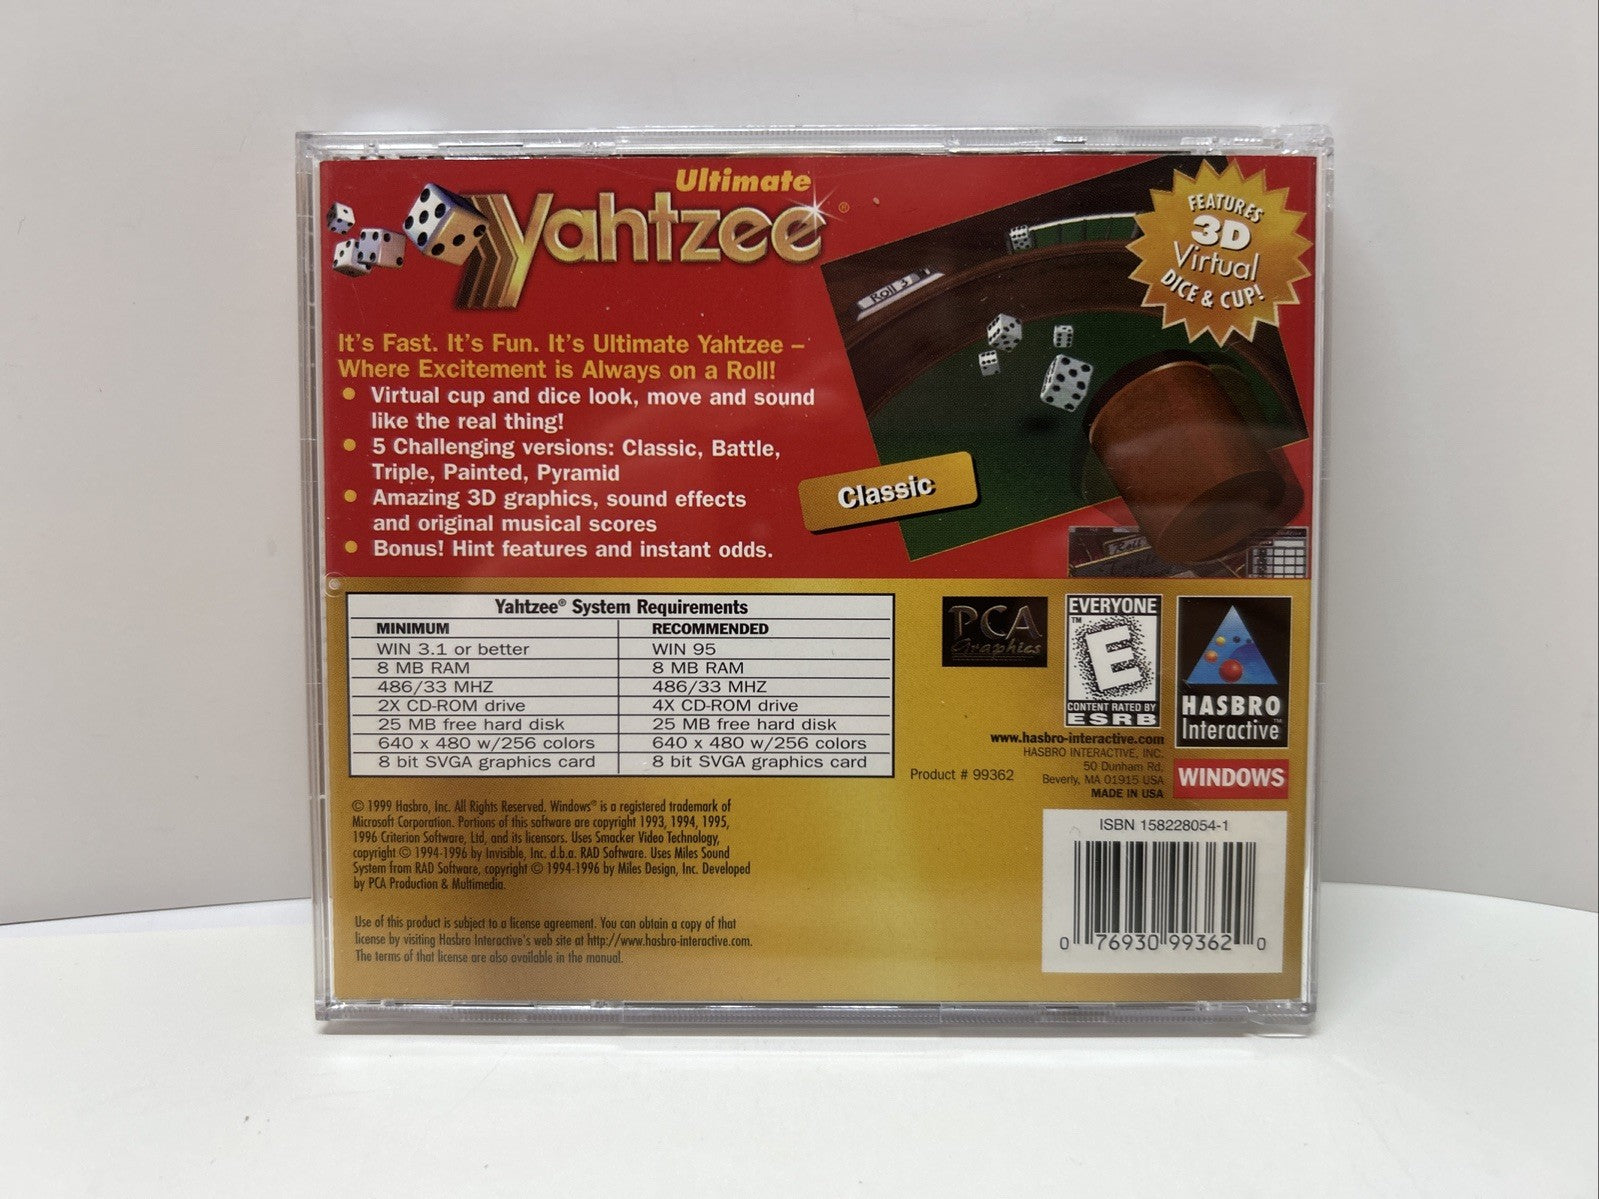 Ultimate
Yahtzee®
FEATURES
3D
Virtual
DICE & CUP!
Roll 3
It's Fast. It's Fun. It's Ultimate Yahtzee –
Where Excitement is Always on a Roll!
• Virtual cup and dice look, move and sound
like the real thing!
• 5 Challenging versions: Classic, Battle,
Triple, Painted, Pyramid
• Amazing 3D graphics, sound effects
and original musical scores
• Bonus! Hint features and instant odds.
Classic
Roll
Yahtzee® System Requirements
MINIMUM RECOMMENDED
WIN 3.1 or better WIN 95
8 MB RAM 8 MB RAM
486/33 MHZ 486/33 MHZ
2X CD-ROM drive 4X CD-ROM drive
25 MB free hard disk 25 MB free hard disk
640 x 480 w/256 colors 640 x 480 w/256 colors
8 bit SVGA graphics card 8 bit SVGA graphics card
PCA
Graphics
EVERYONE
™
E
CONTENT RATED BY
ESRB
HASBRO
Interactive™
www.hasbro-interactive.com
HASBRO INTERACTIVE, INC.
50 Dunham Rd.
Beverly, MA 01915 USA
MADE IN USA
Product # 99362
WINDOWS
© 1999 Hasbro, Inc. All Rights Reserved. Windows® is a registered trademark of
Microsoft Corporation. Portions of this software are copyright 1993, 1994, 1995,
1996 Criterion Software, Ltd, and its licensors. Uses Smacker Video Technology,
copyright © 1994-1996 by Invisible, Inc. d.b.a. RAD Software. Uses Miles Sound
System from RAD Software, copyright © 1994-1996 by Miles Design, Inc. Developed
by PCA Production & Multimedia.
Use of this product is subject to a license agreement. You can obtain a copy of that
license by visiting Hasbro Interactive's web site at http://www.hasbro-interactive.com.
The terms of that license are also available in the manual.
ISBN 158228054-1
0 76930 99362 0